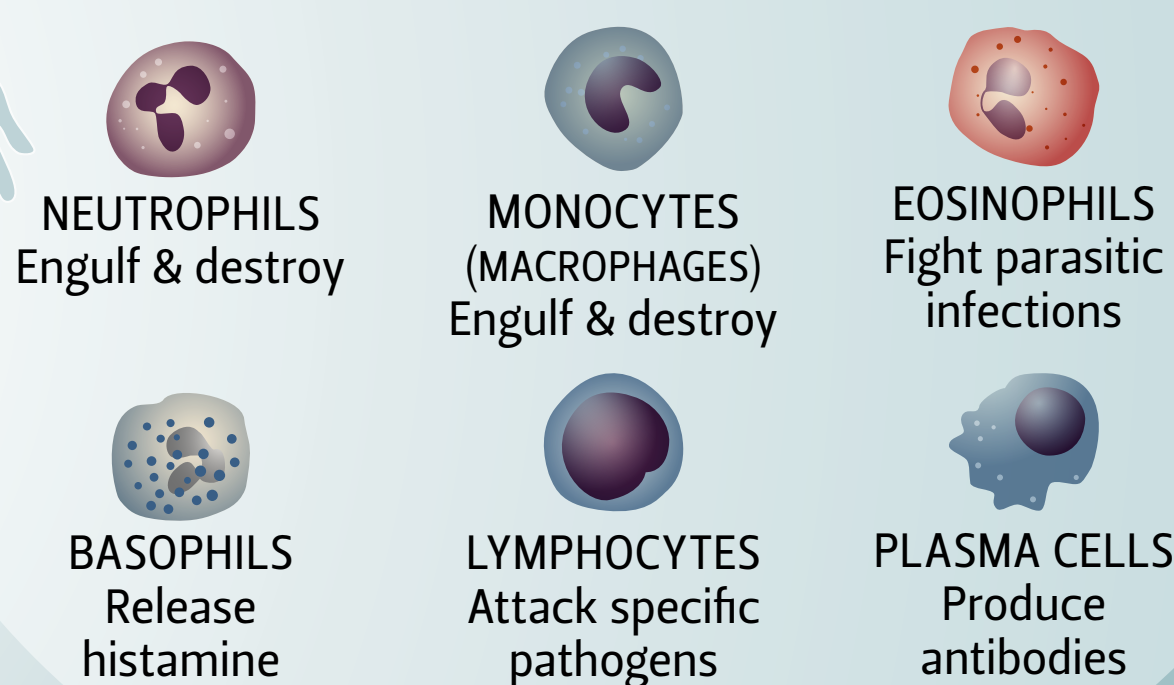 NEUTROPHILS
Engulf & destroy
MONOCYTES
(MACROPHAGES)
Engulf & destroy
EOSINOPHILS
Fight parasitic
infections
BASOPHILS
Release
histamine
LYMPHOCYTES
Attack specific
pathogens
PLASMA CELLS
Produce
antibodies